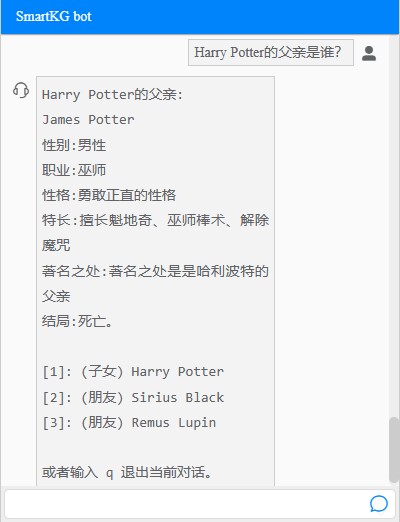 SmartKG bot
Harry Potter的父亲是谁?
Harry Potter的父亲:
James Potter
性别:男性
职业:巫师
性格:勇敢正直的性格
特长:擅长魁地奇、巫师棒术、解除
魔咒
著名之处:著名之处是是哈利波特的
父亲
结局:死亡。
[1]: (子女) Harry Potter
[2]: (朋友) Sirius Black
[3]: (朋友) Remus Lupin
或者输入 q 退出当前对话。